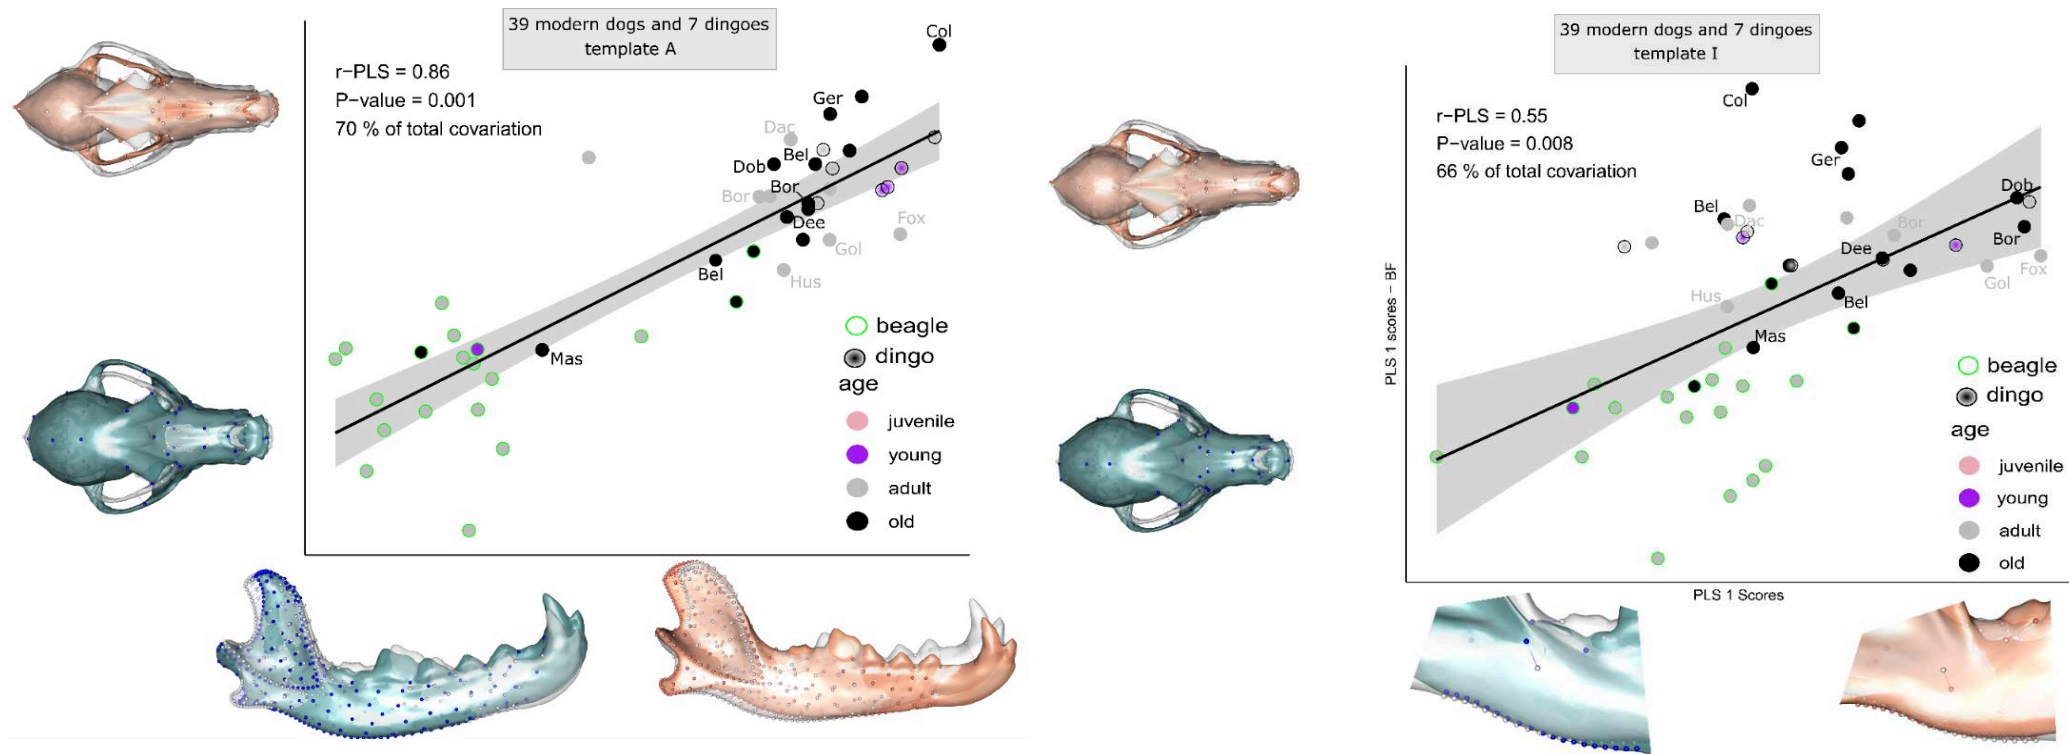 39 modern dogs and 7 dingoes
template A
r-PLS = 0.86
P-value = 0.001
70 % of total covariation
Col
Ger
Dac
Bel
Dob
Bor
Bor
Dee
Fox
Gol
Bel
Hus
Mas
beagle
dingo
age
juvenile
young
adult
old
39 modern dogs and 7 dingoes
template I
r-PLS = 0.55
P-value = 0.008
66 % of total covariation
Col
Ger
Dob
Bel
Dac
Bor
Bor
Dee
Fox
Gol
Hus
Bel
Mas
PLS 1 scores - BF
beagle
dingo
age
juvenile
young
adult
old
PLS 1 Scores